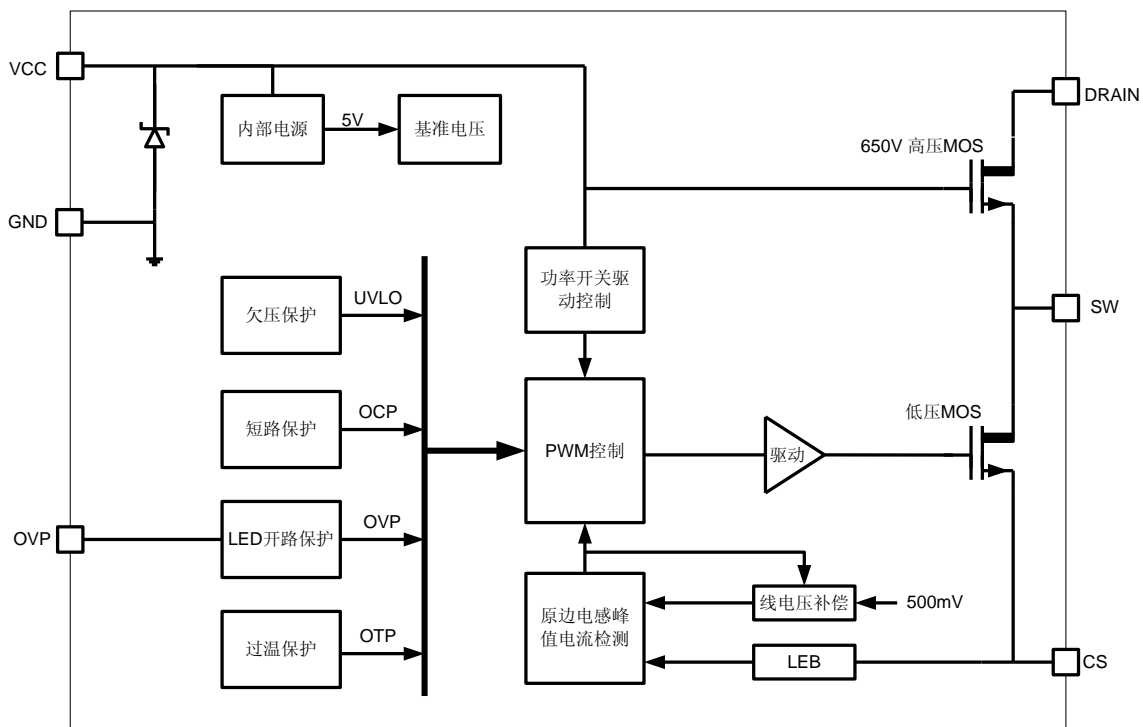 VCC
DRAIN
内部电源
5V
基准电压
650V 高压MOS
GND
功率开关驱
动控制
欠压保护
UVLO
SW
短路保护
OCP
PWM控制
驱动
低压MOS
OVP
LED开路保护
OVP
原边电感峰
值电流检测
线电压补偿
500mV
过温保护
OTP
LEB
CS